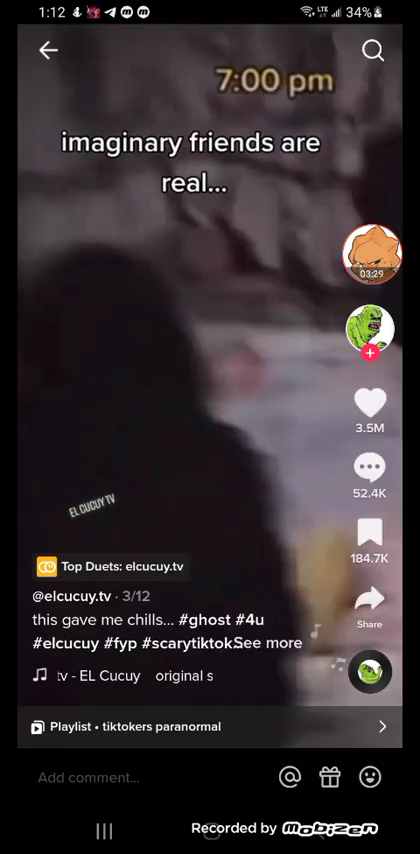 1:12
LTE
34%
7:00 pm
imaginary friends are
real...
03:29
3.5M
52.4K
184.7K
Share
EL CUCUY TV
Top Duets: elcucuy.tv
@elcucuy.tv · 3/12
this gave me chills... #ghost #4u
#elcucuy #fyp #scarytiktok
See more
tv - EL Cucuy original s
Playlist • tiktokers paranormal
Add comment...
Recorded by Mobizen